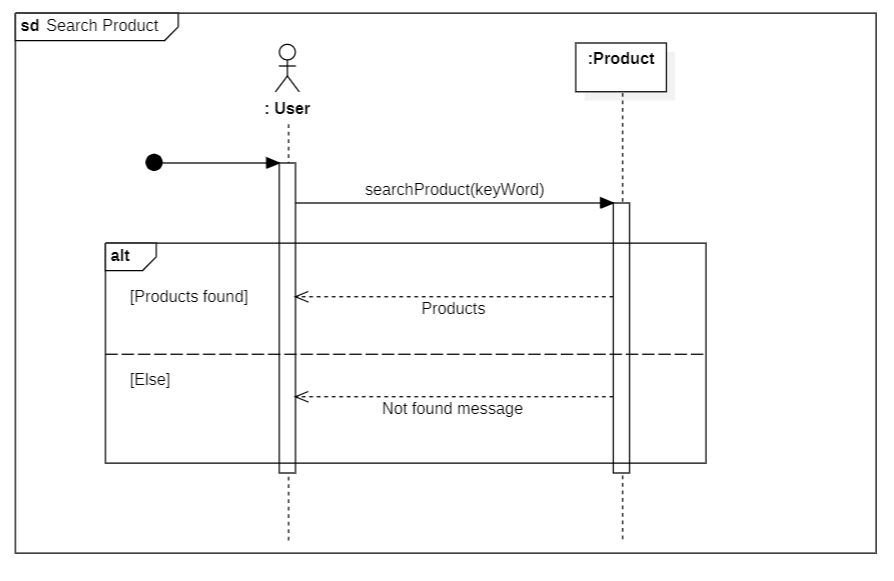 sd Search Product
: User
:Product
searchProduct(keyWord)
alt
[Products found]
Products
[Else]
Not found message